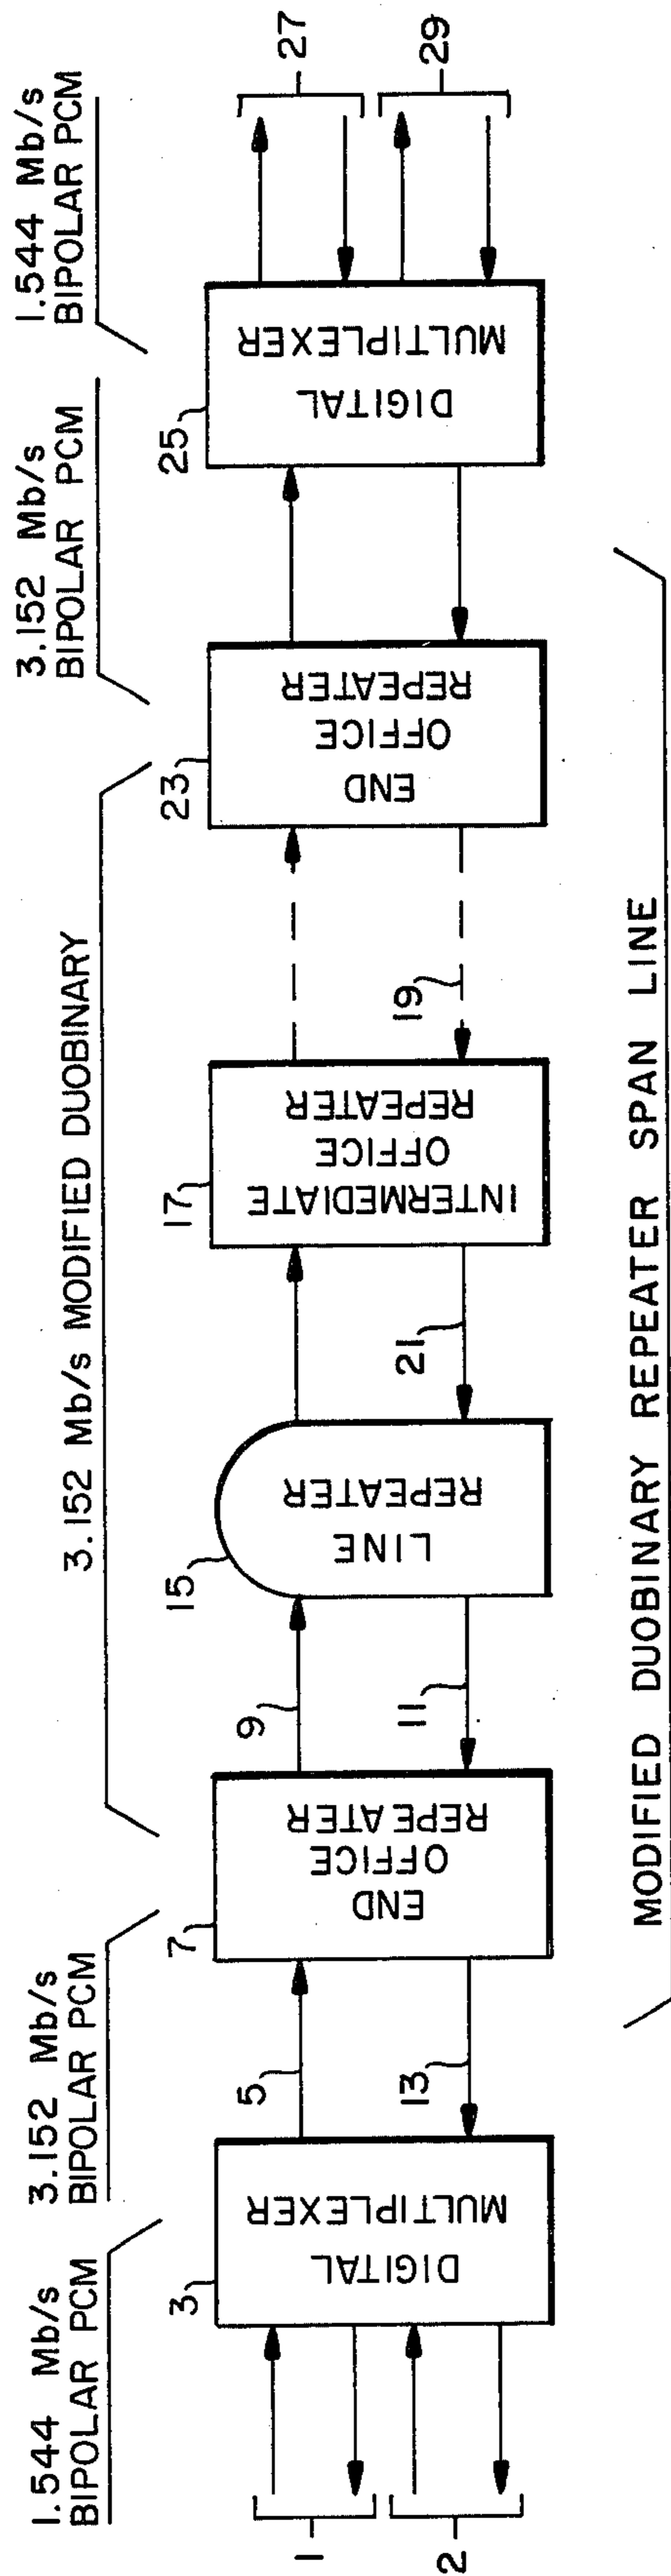 1.544 Mb/s
BIPOLAR PCM
3.152 Mb/s
BIPOLAR PCM
3.152 Mb/s MODIFIED DUOBINARY
3.152 Mb/s
BIPOLAR PCM
1.544 Mb/s
BIPOLAR PCM
1
2
3
DIGITAL
MULTIPLEXER
5
13
7
END
OFFICE
REPEATER
9
11
15
LINE
REPEATER
21
17
INTERMEDIATE
OFFICE
REPEATER
19
23
END
OFFICE
REPEATER
25
DIGITAL
MULTIPLEXER
27
29
MODIFIED DUOBINARY REPEATER SPAN LINE